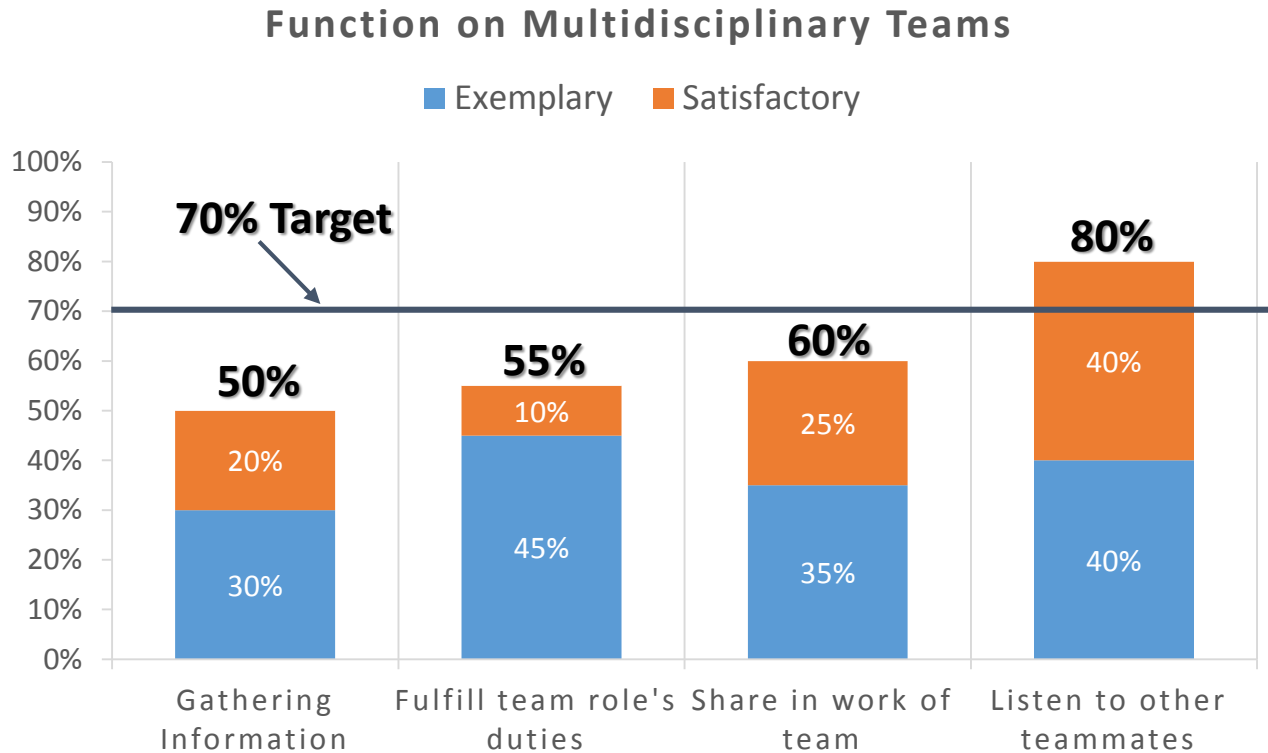 Function on Multidisciplinary Teams
Exemplary Satisfactory
100%
90%
80%
70%
60%
50%
40%
30%
20%
10%
0%
70% Target
50%
20%
30%
55%
10%
45%
60%
25%
35%
80%
40%
40%
Gathering
Information
Fulfill team role's
duties
Share in work of
team
Listen to other
teammates